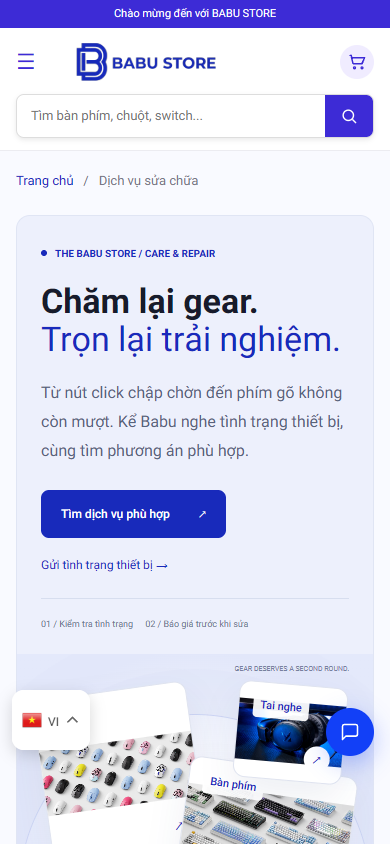 Chào mừng đến với BABU STORE
BABU STORE
Tìm bàn phím, chuột, switch...
Trang chủ / Dịch vụ sửa chữa
THE BABU STORE / CARE & REPAIR
Chăm lại gear.
Trọn lại trải nghiệm.
Từ nút click chập chờn đến phím gõ không
còn mượt. Kể Babu nghe tình trạng thiết bị,
cùng tìm phương án phù hợp.
Tìm dịch vụ phù hợp ↗
Gửi tình trạng thiết bị →
01 / Kiểm tra tình trạng 02 / Báo giá trước khi sửa
GEAR DESERVES A SECOND ROUND.
Tai nghe
VI
Bàn phím